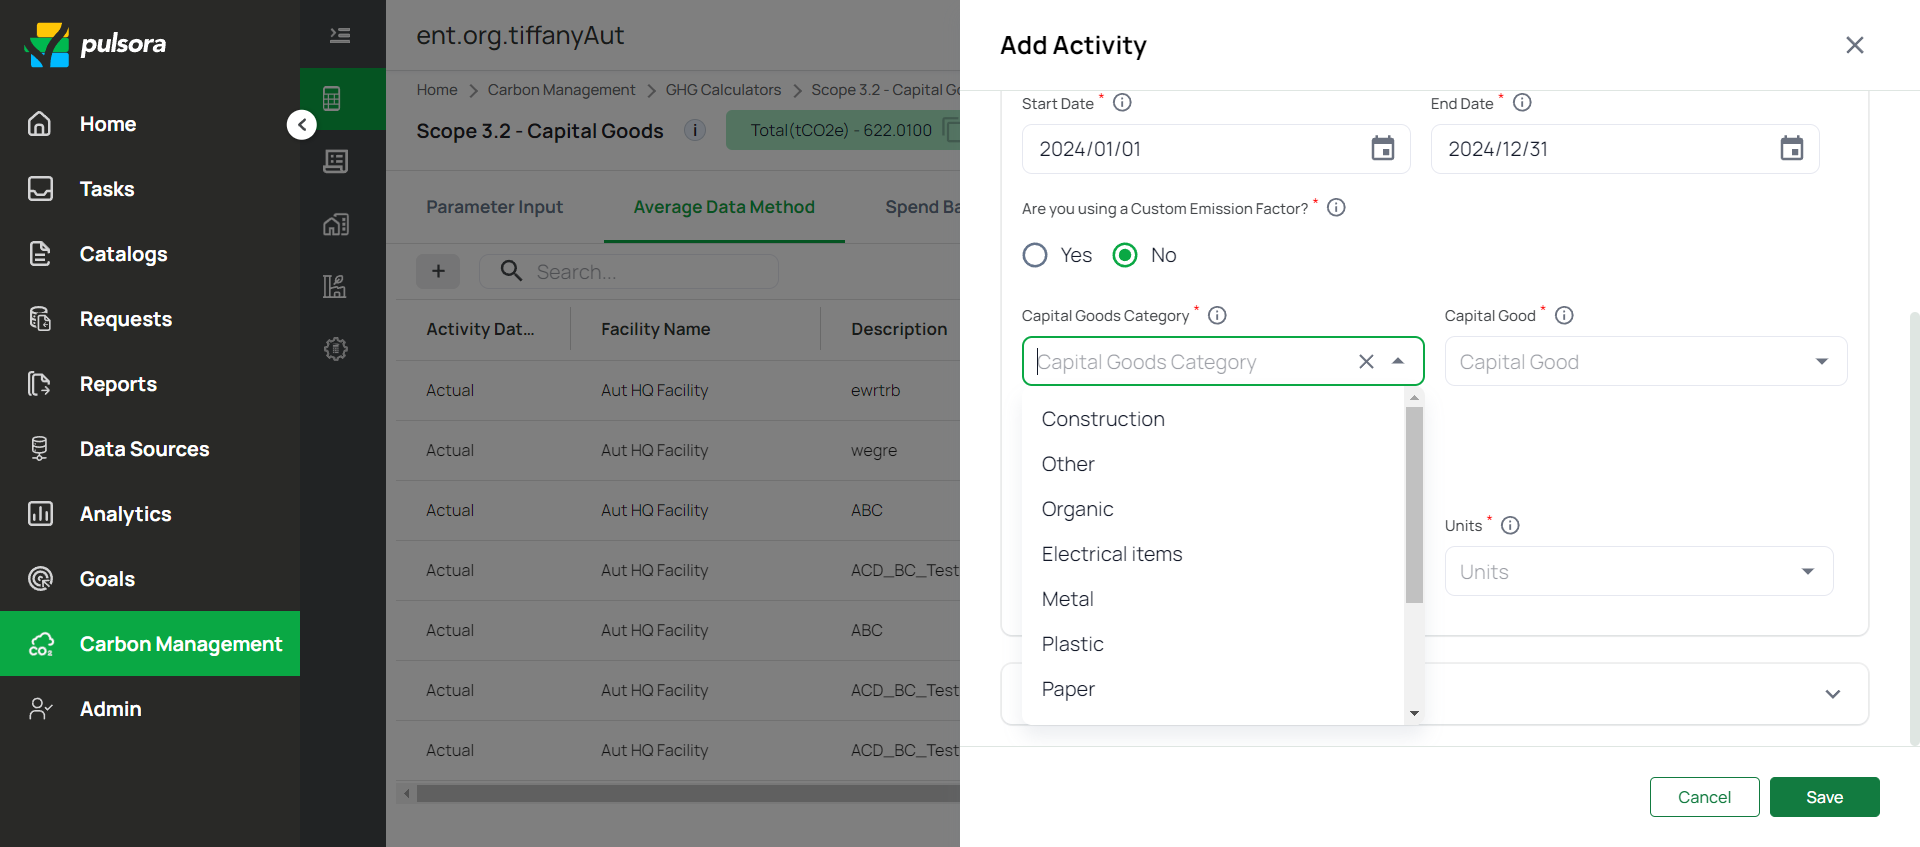 pulsora
Home
Tasks
Catalogs
Requests
Reports
Data Sources
Analytics
Goals
CO₂ Carbon Management
Admin
ent.org.tiffanyAut
Home > Carbon Management > GHG Calculators > Scope 3.2 - Capital Go
Scope 3.2 - Capital Goods i Total(tCO2e) - 622.0100
Parameter Input Average Data Method Spend Ba
+ Search...
Activity Dat... Facility Name Description
Actual Aut HQ Facility ewrtrb
Actual Aut HQ Facility wegre
Actual Aut HQ Facility ABC
Actual Aut HQ Facility ACD_BC_Test
Actual Aut HQ Facility ABC
Actual Aut HQ Facility ACD_BC_Test
Actual Aut HQ Facility ACD_BC_Test
Add Activity
Start Date * End Date *
2024/01/01 2024/12/31
Are you using a Custom Emission Factor? *
Yes No
Capital Goods Category * Capital Good *
Capital Goods Category Capital Good
Construction
Other
Organic
Electrical items
Metal
Plastic
Paper
Units *
Units
Cancel Save